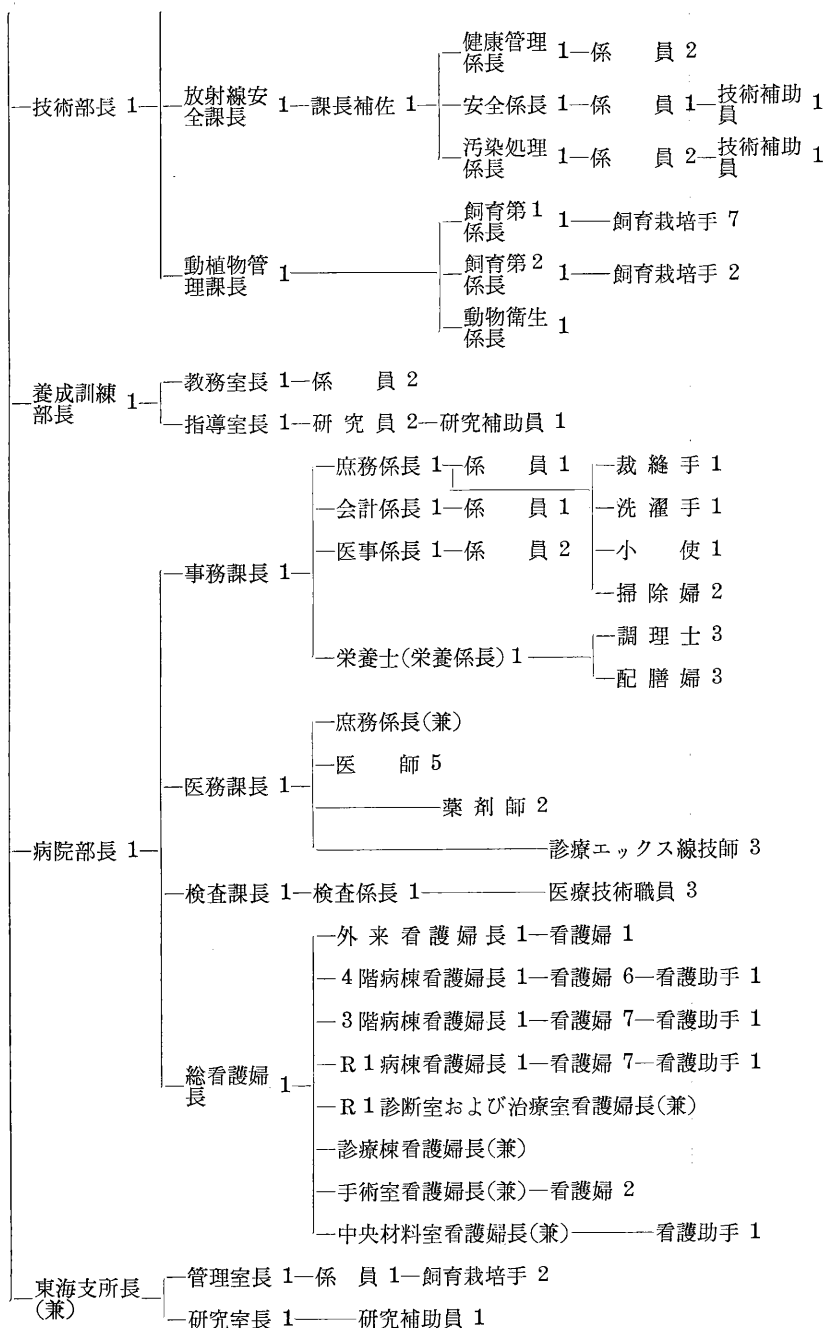 健康管理係長 1―係 員 2
技術部長 1 放射線安全課長 1―課長補佐 1 安全係長 1―係 員 1―技術補助員 1
汚染処理係長 1―係 員 2―技術補助員 1
飼育第1係長 1―飼育栽培手 7
動植物管理課長 1 飼育第2係長 1―飼育栽培手 2
動物衛生係長 1
養成訓練部長 1 教務室長 1―係 員 2
指導室長 1―研究員 2―研究補助員 1
庶務係長 1―係 員 1 裁縫手 1
会計係長 1―係 員 1 洗濯手 1
医事係長 1―係 員 2 小 使 1
事務課長 1 掃除婦 2
栄養士(栄養係長) 1 調理士 3
配膳婦 3
庶務係長(兼)
医 師 5
医務課長 1 薬剤師 2
病院部長 1 診療エックス線技師 3
検査課長 1―検査係長 1―医療技術職員 3
外来看護婦長 1―看護婦 1
4階病棟看護婦長 1―看護婦 6―看護助手 1
3階病棟看護婦長 1―看護婦 7―看護助手 1
R1病棟看護婦長 1―看護婦 7―看護助手 1
総看護婦長 1 R1診断室および治療室看護婦長(兼)
診療棟看護婦長(兼)
手術室看護婦長(兼)―看護婦 2
中央材料室看護婦長(兼)―看護助手 1
東海支所長(兼) 管理室長 1―係 員 1―飼育栽培手 2
研究室長 1―研究補助員 1